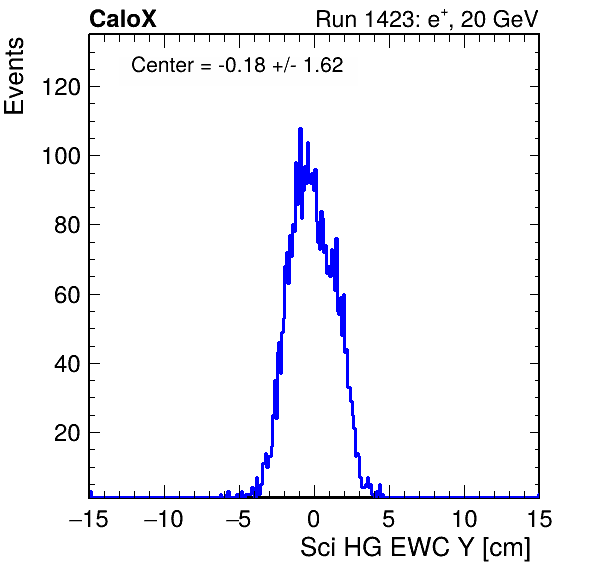 CaloX Run 1423: e+, 20 GeV
Events
Center = -0.18 +/- 1.62
120
100
80
60
40
20
−15 −10 −5 0 5 10 15
Sci HG EWC Y [cm]